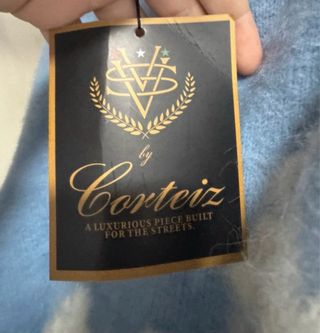 by
Corteiz
A LUXURIOUS PIECE BUILT
FOR THE STREETS.